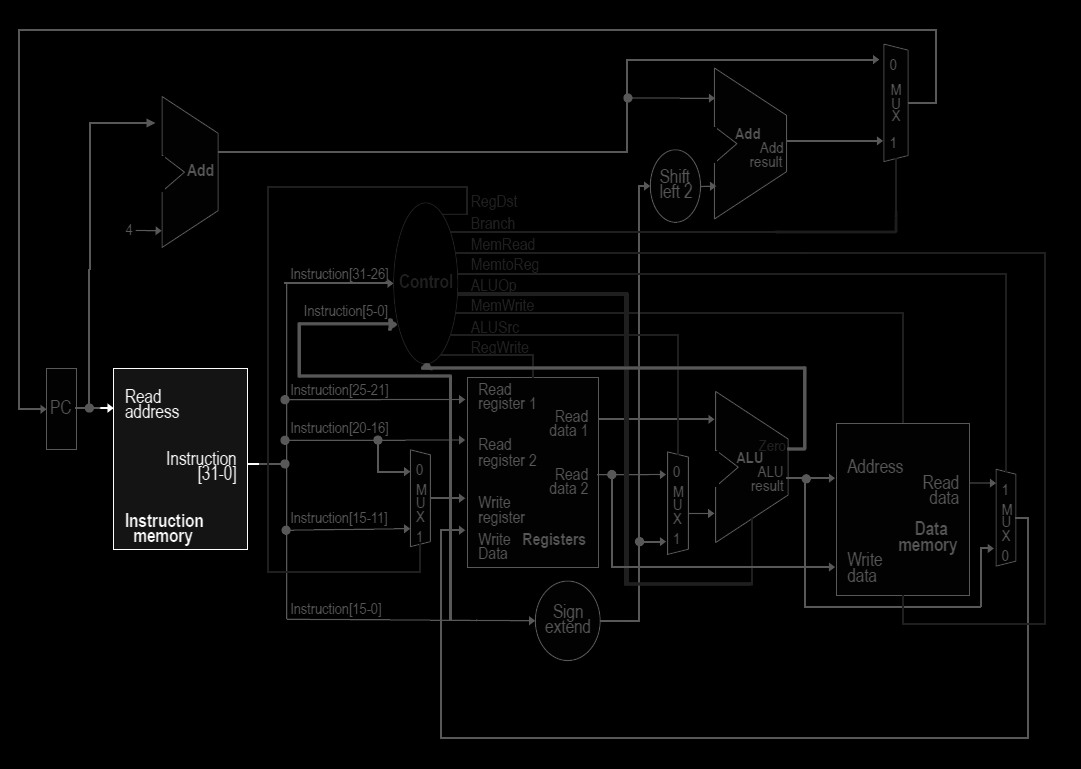 0
M
U
X
1
Add
Add
result
Add
Shift
left 2
4
RegDst
Branch
MemRead
MemtoReg
ALUOp
MemWrite
ALUSrc
RegWrite
Control
Instruction[31-26]
Instruction[5-0]
PC
Read
address
Instruction
[31-0]
Instruction
memory
Instruction[25-21]
Instruction[20-16]
Instruction[15-11]
Instruction[15-0]
0
M
U
X
1
Read
register 1
Read
register 2
Write
register
Write
Data
Registers
Read
data 1
Read
data 2
Sign
extend
0
M
U
X
1
Zero
ALU
ALU
result
Address
Read
data
Data
memory
Write
data
1
M
U
X
0